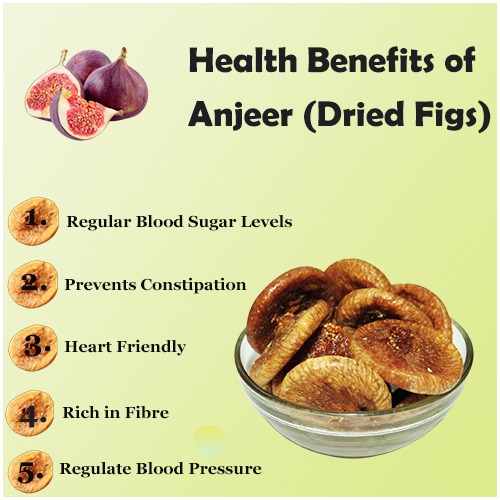 Health Benefits of
Anjeer (Dried Figs)
1. Regular Blood Sugar Levels
2. Prevents Constipation
3. Heart Friendly
4. Rich in Fibre
5. Regulate Blood Pressure